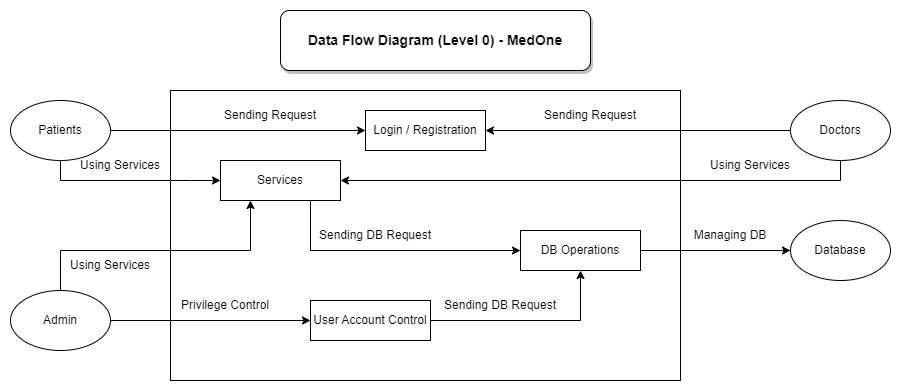 Data Flow Diagram (Level 0) - MedOne
Sending Request
Sending Request
Patients
Login / Registration
Doctors
Using Services
Using Services
Services
Sending DB Request
Managing DB
DB Operations
Database
Using Services
Privilege Control
Sending DB Request
Admin
User Account Control